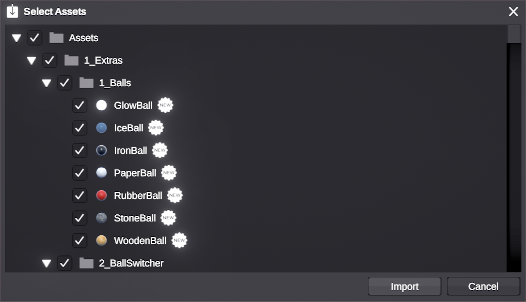 Select Assets
Assets
1_Extras
1_Balls
GlowBall NEW
IceBall NEW
IronBall NEW
PaperBall NEW
RubberBall NEW
StoneBall NEW
WoodenBall NEW
2_BallSwitcher
Import Cancel